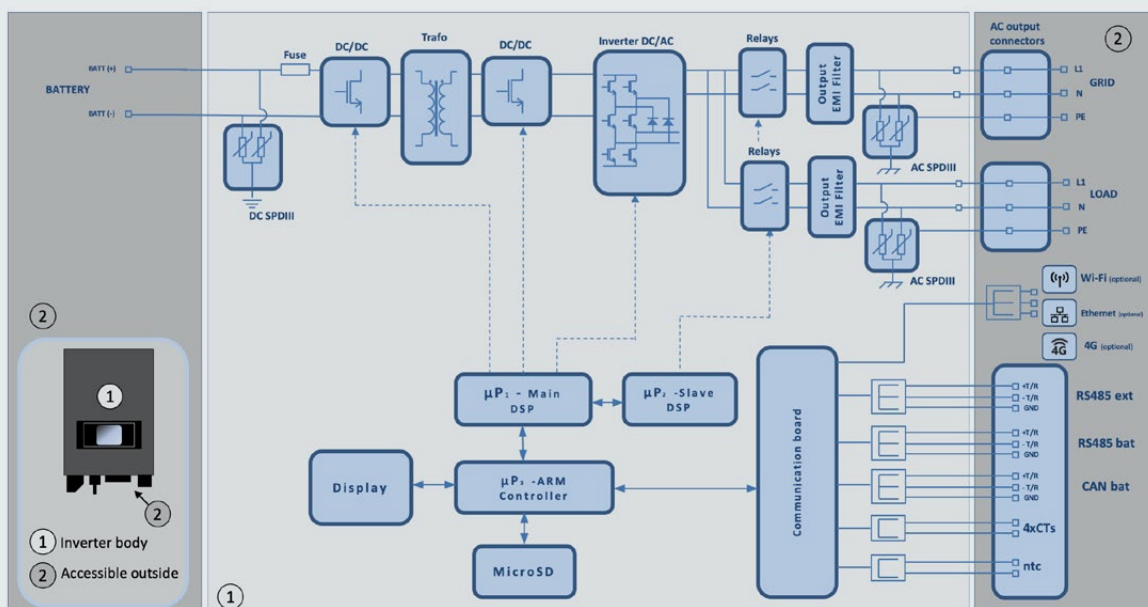 BATTERY
BATT (+)
BATT (-)
Fuse
DC/DC
Trafo
DC/DC
Inverter DC/AC
Relays
Output
EMI Filter
AC output
connectors
2
L1
GRID
N
PE
DC SPDIII
AC SPDIII
Relays
Output
EMI Filter
L1
LOAD
N
PE
AC SPDIII
Wi-Fi (optional)
Ethernet (optional)
4G
4G (optional)
µP1 - Main
DSP
µP2 -Slave
DSP
µP3 -ARM
Controller
Display
MicroSD
Communication board
+T/R
- T/R
GND
RS485 ext
+T/R
- T/R
GND
RS485 bat
+T/R
- T/R
GND
CAN bat
4xCTs
ntc
2
1
2
1 Inverter body
2 Accessible outside
1